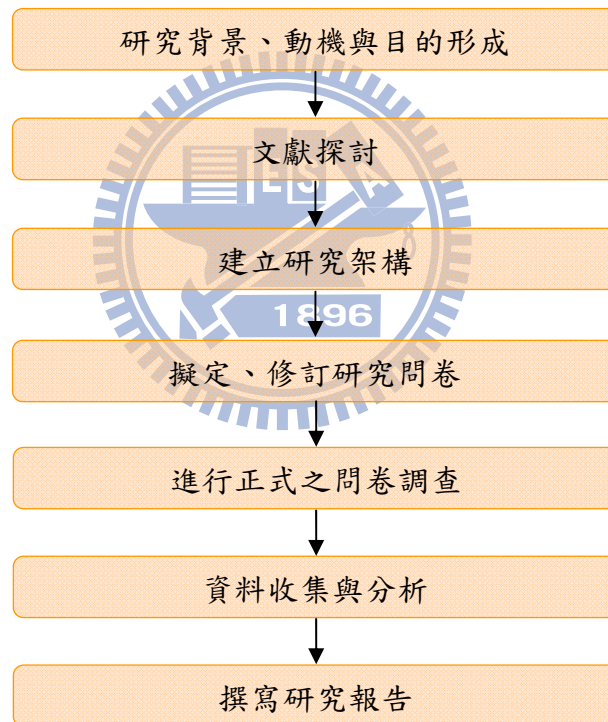 研究背景、動機與目的形成
文獻探討
ES
A
建立研究架構
1896
擬定、修訂研究問卷
進行正式之問卷調查
資料收集與分析
撰寫研究報告